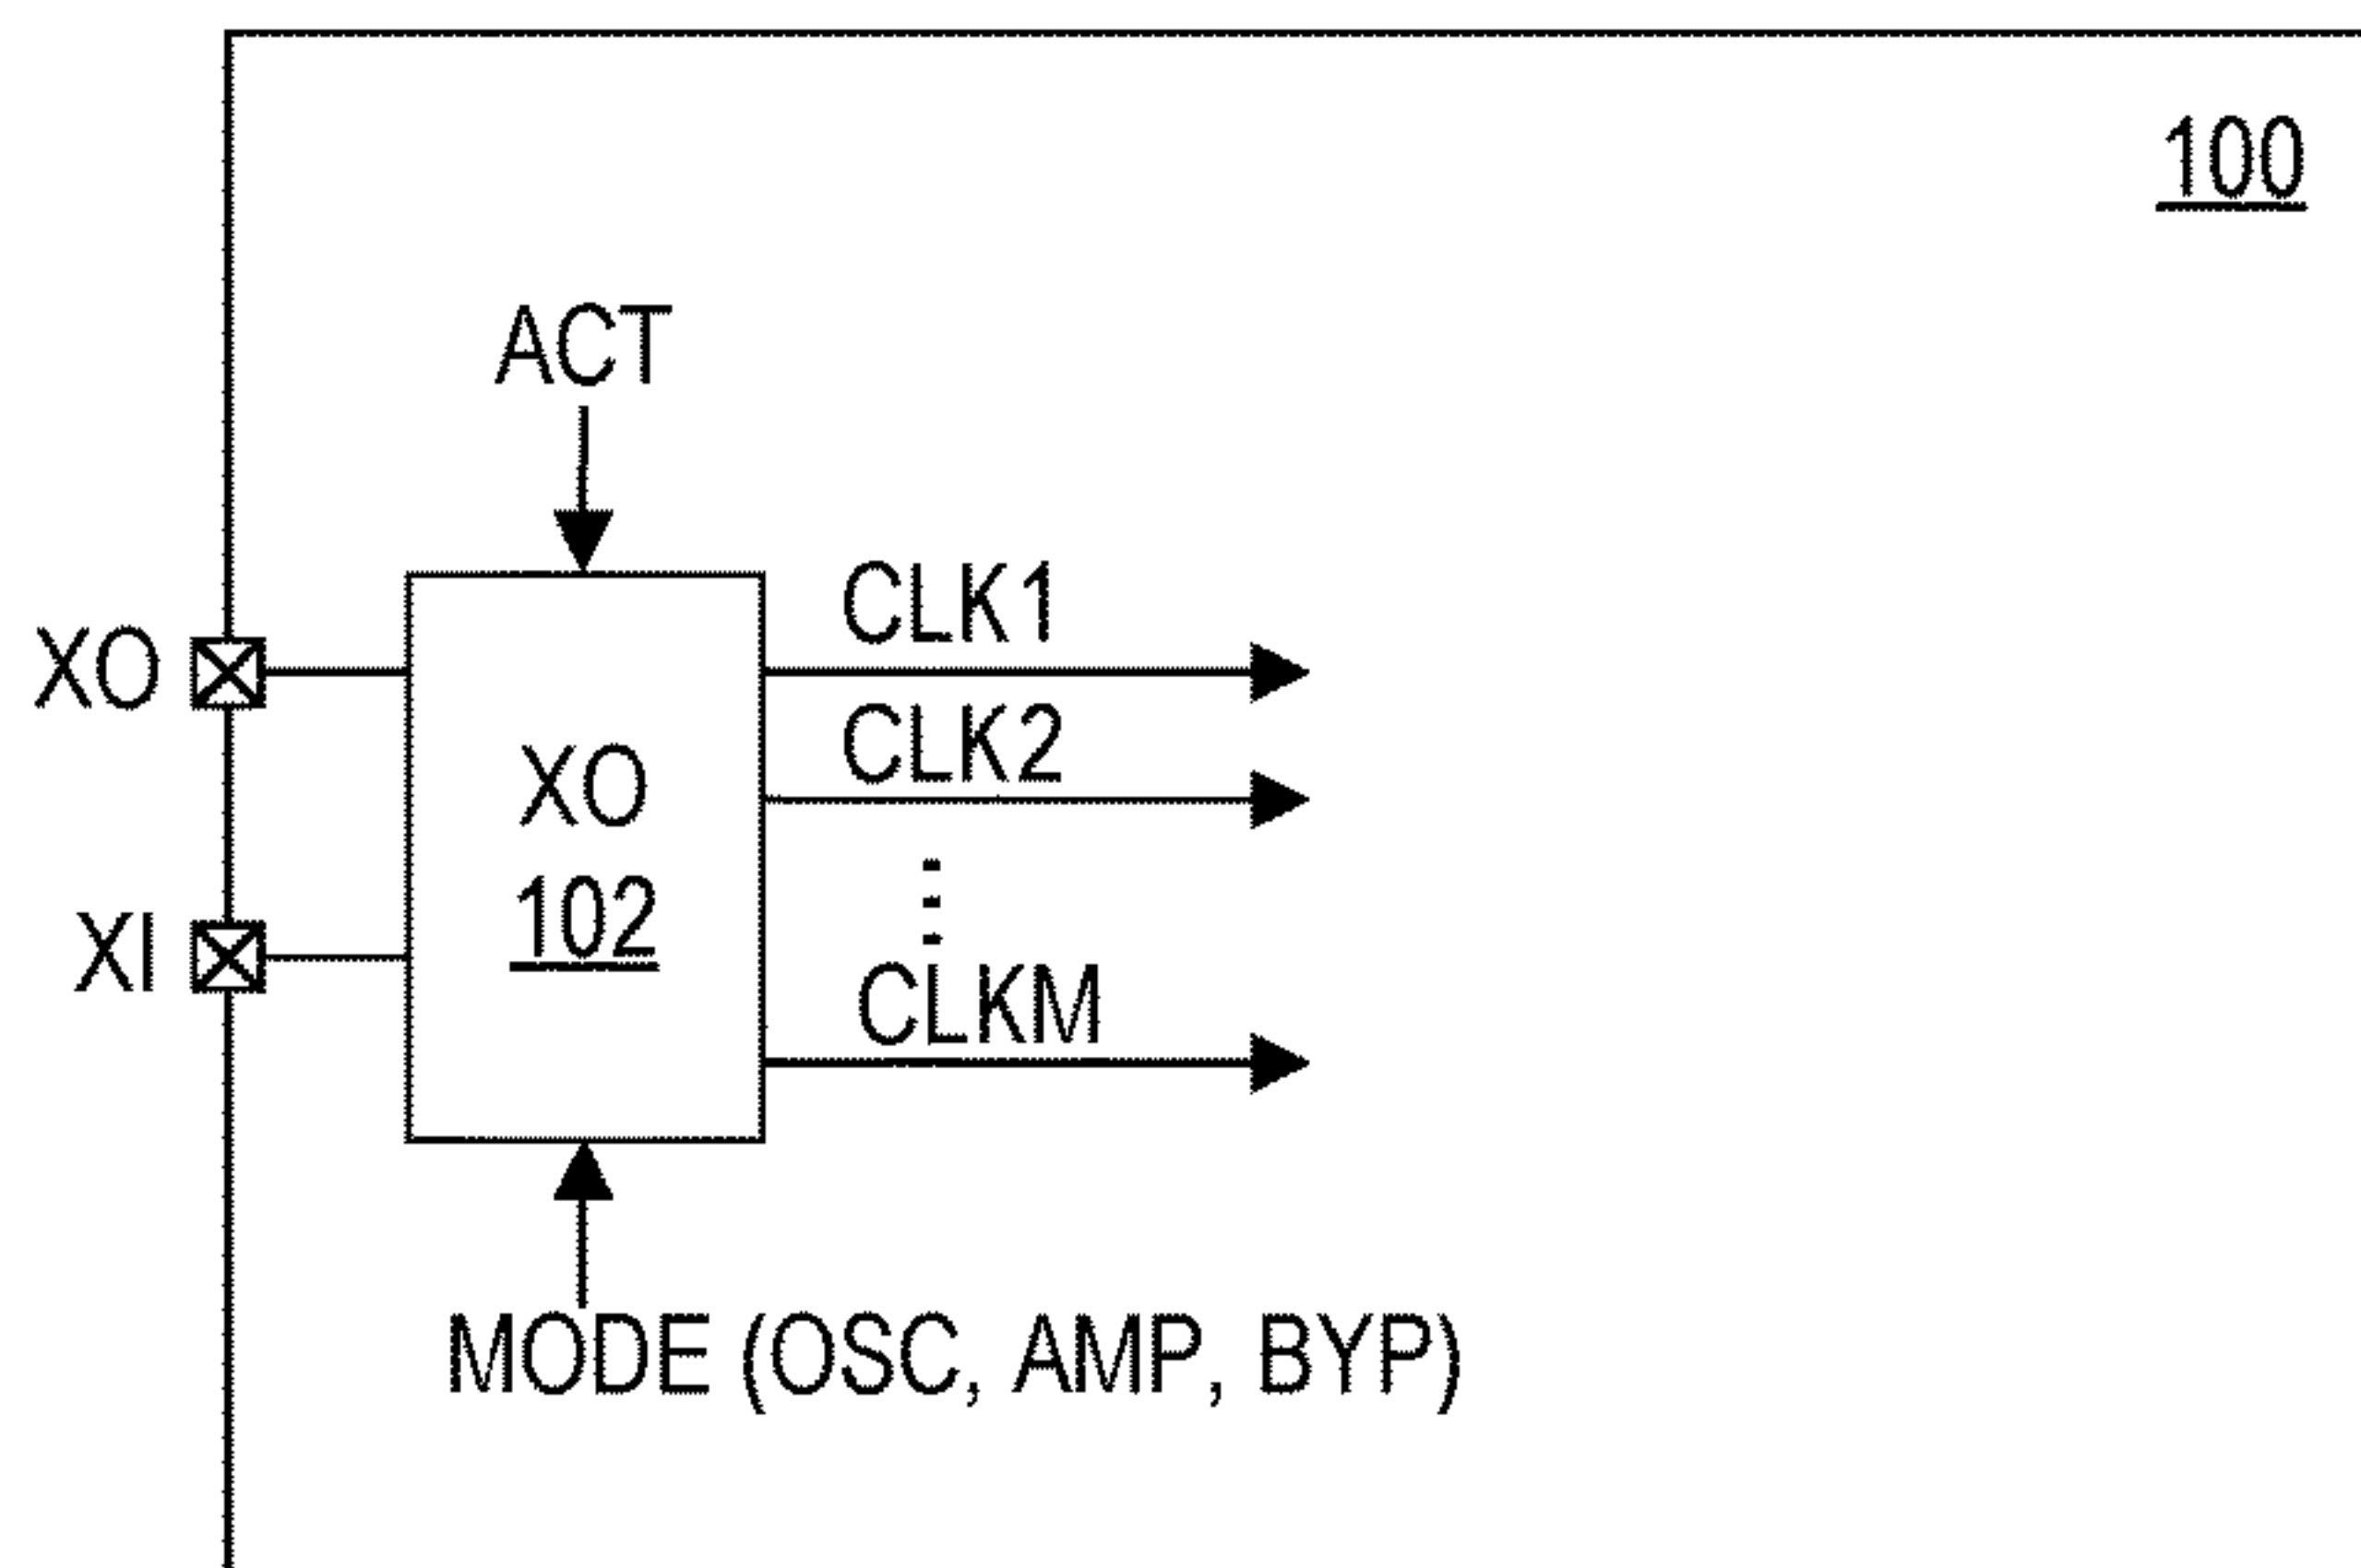 100
ACT
CLK1
XO
CLK2
XO
102
XI
CLKM
MODE (OSC, AMP, BYP)